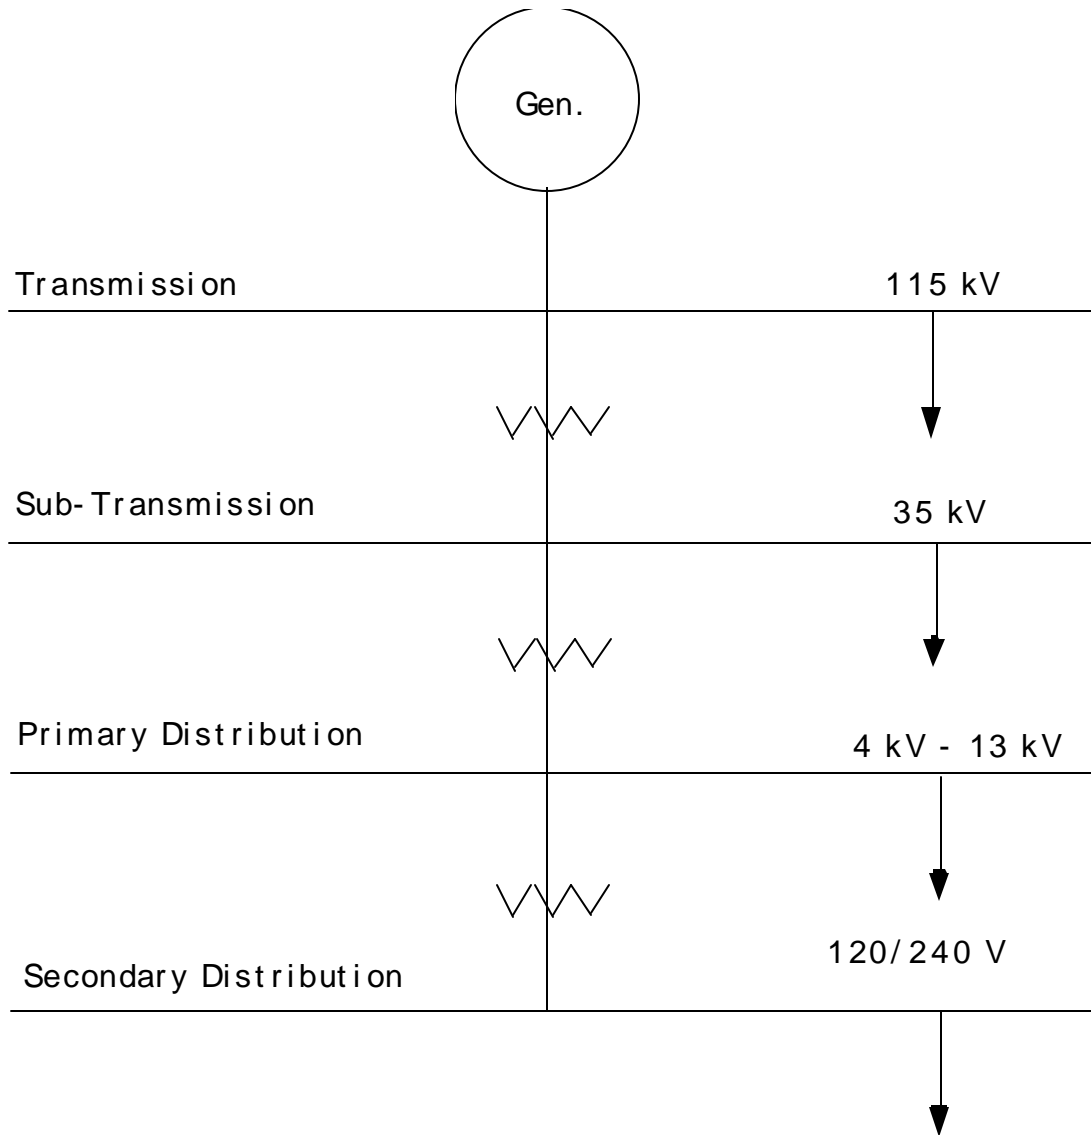 Gen.
Transmission
115 kV
Sub-Transmission
35 kV
Primary Distribution
4 kV - 13 kV
120/240 V
Secondary Distribution